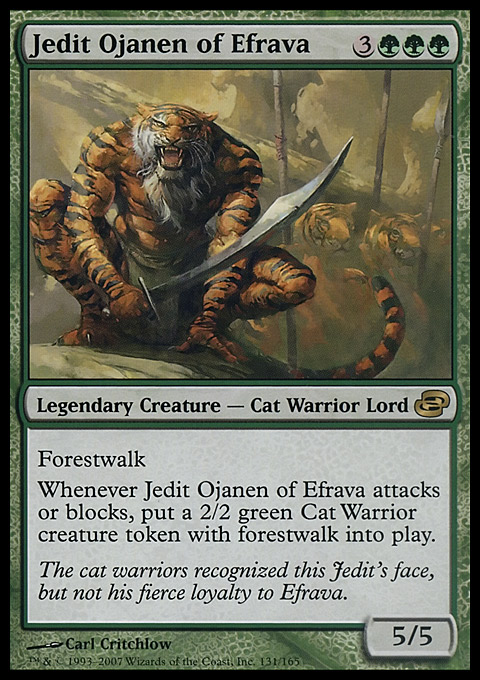 Jedit Ojanen of Efrava 3
Legendary Creature — Cat Warrior Lord
Forestwalk
Whenever Jedit Ojanen of Efrava attacks
or blocks, put a 2/2 green Cat Warrior
creature token with forestwalk into play.
The cat warriors recognized this Jedit's face,
but not his fierce loyalty to Efrava.
5/5
Carl Critchlow
™ & © 1993–2007 Wizards of the Coast, Inc. 131/165